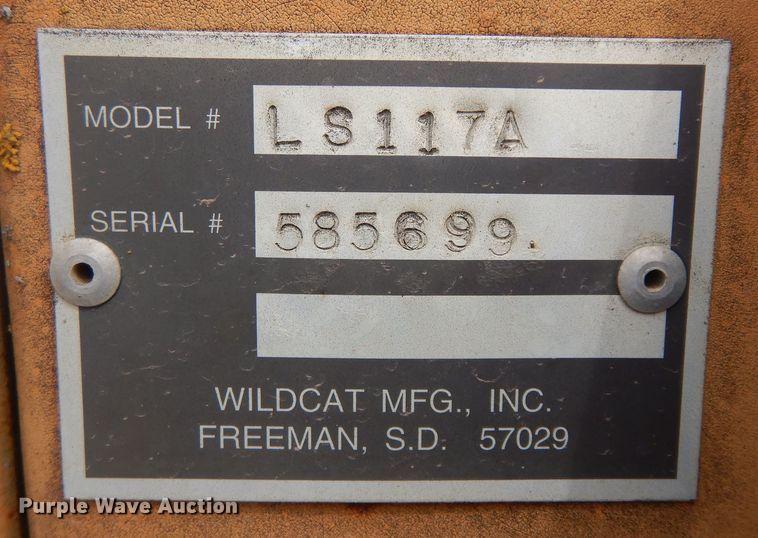 MODEL # LS117A
SERIAL # 585699.
WILDCAT MFG., INC.
FREEMAN, S.D. 57029
Purple Wave Auction